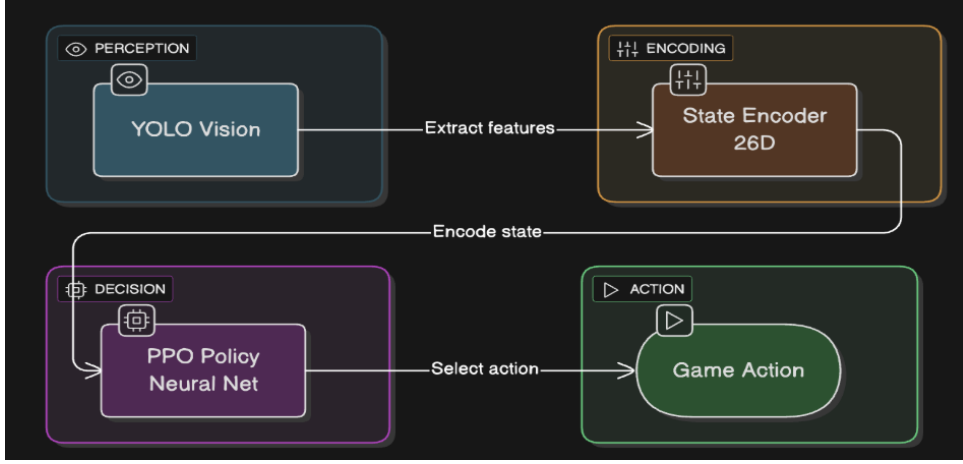 PERCEPTION
YOLO Vision
Extract features
ENCODING
State Encoder
26D
Encode state
DECISION
PPO Policy
Neural Net
Select action
ACTION
Game Action